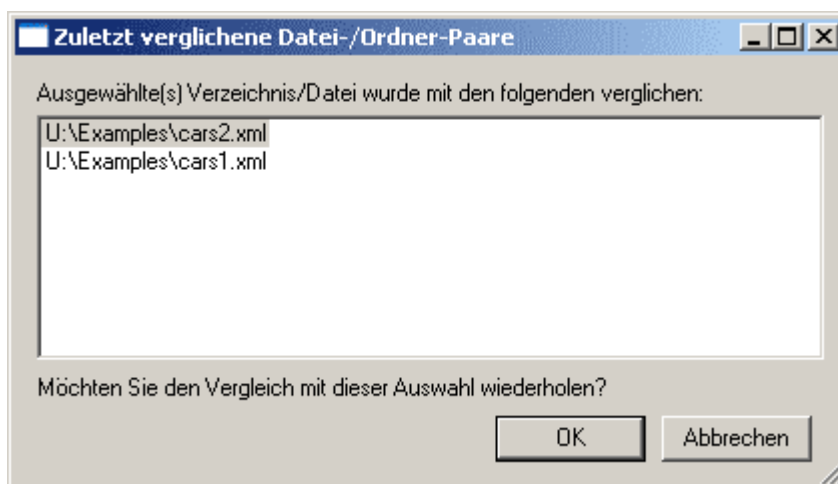 Zuletzt verglichene Datei-/Ordner-Paare
Ausgewählte(s) Verzeichnis/Datei wurde mit den folgenden verglichen:
U:\Examples\cars2.xml
U:\Examples\cars1.xml
Möchten Sie den Vergleich mit dieser Auswahl wiederholen?
OK Abbrechen